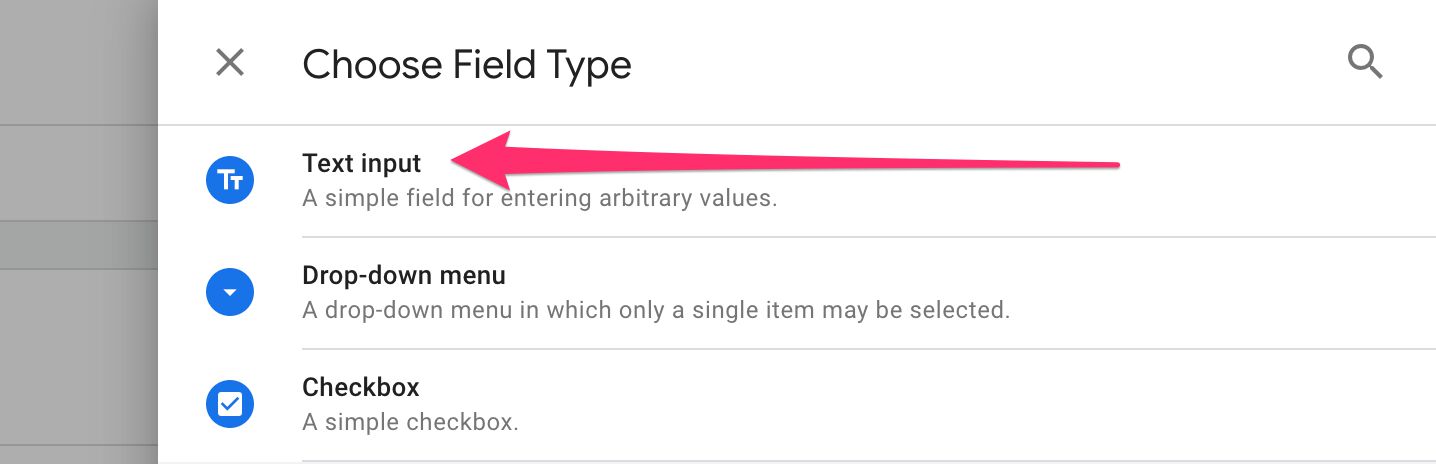 Choose Field Type
Text input
A simple field for entering arbitrary values.
Drop-down menu
A drop-down menu in which only a single item may be selected.
Checkbox
A simple checkbox.